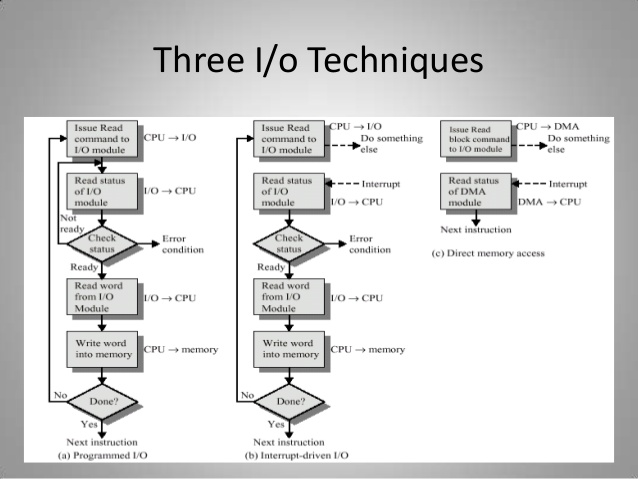 Three I/o Techniques
Issue Read
command to
I/O module
CPU → I/O
Read status
of I/O
module
I/O → CPU
Not
ready
Check
status
Error
condition
Ready
Read word
from I/O
Module
I/O → CPU
Write word
into memory
CPU → memory
No
Done?
Yes
Next instruction
(a) Programmed I/O
Issue Read
command to
I/O module
CPU → I/O
Do something
else
Read status
of I/O
module
Interrupt
I/O → CPU
Check
status
Error
condition
Ready
Read word
from I/O
Module
I/O → CPU
Write word
into memory
CPU → memory
No
Done?
Yes
Next instruction
(b) Interrupt-driven I/O
Issue Read
block command
to I/O module
CPU → DMA
Do something
else
Read status
of DMA
module
Interrupt
DMA → CPU
Next instruction
(c) Direct memory access